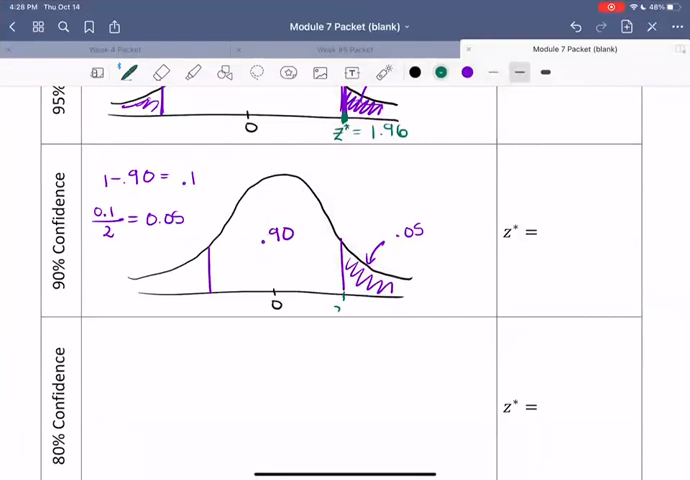 4:28 PM Thu Oct 14
48%
Module 7 Packet (blank)
Week 4 Packet
Week #5 Packet
Module 7 Packet (blank)
95%
0
z* = 1.96
90% Confidence
1-.90 = .1
0.1/2 = 0.05
.90
.05
0
z* =
80% Confidence
z* =